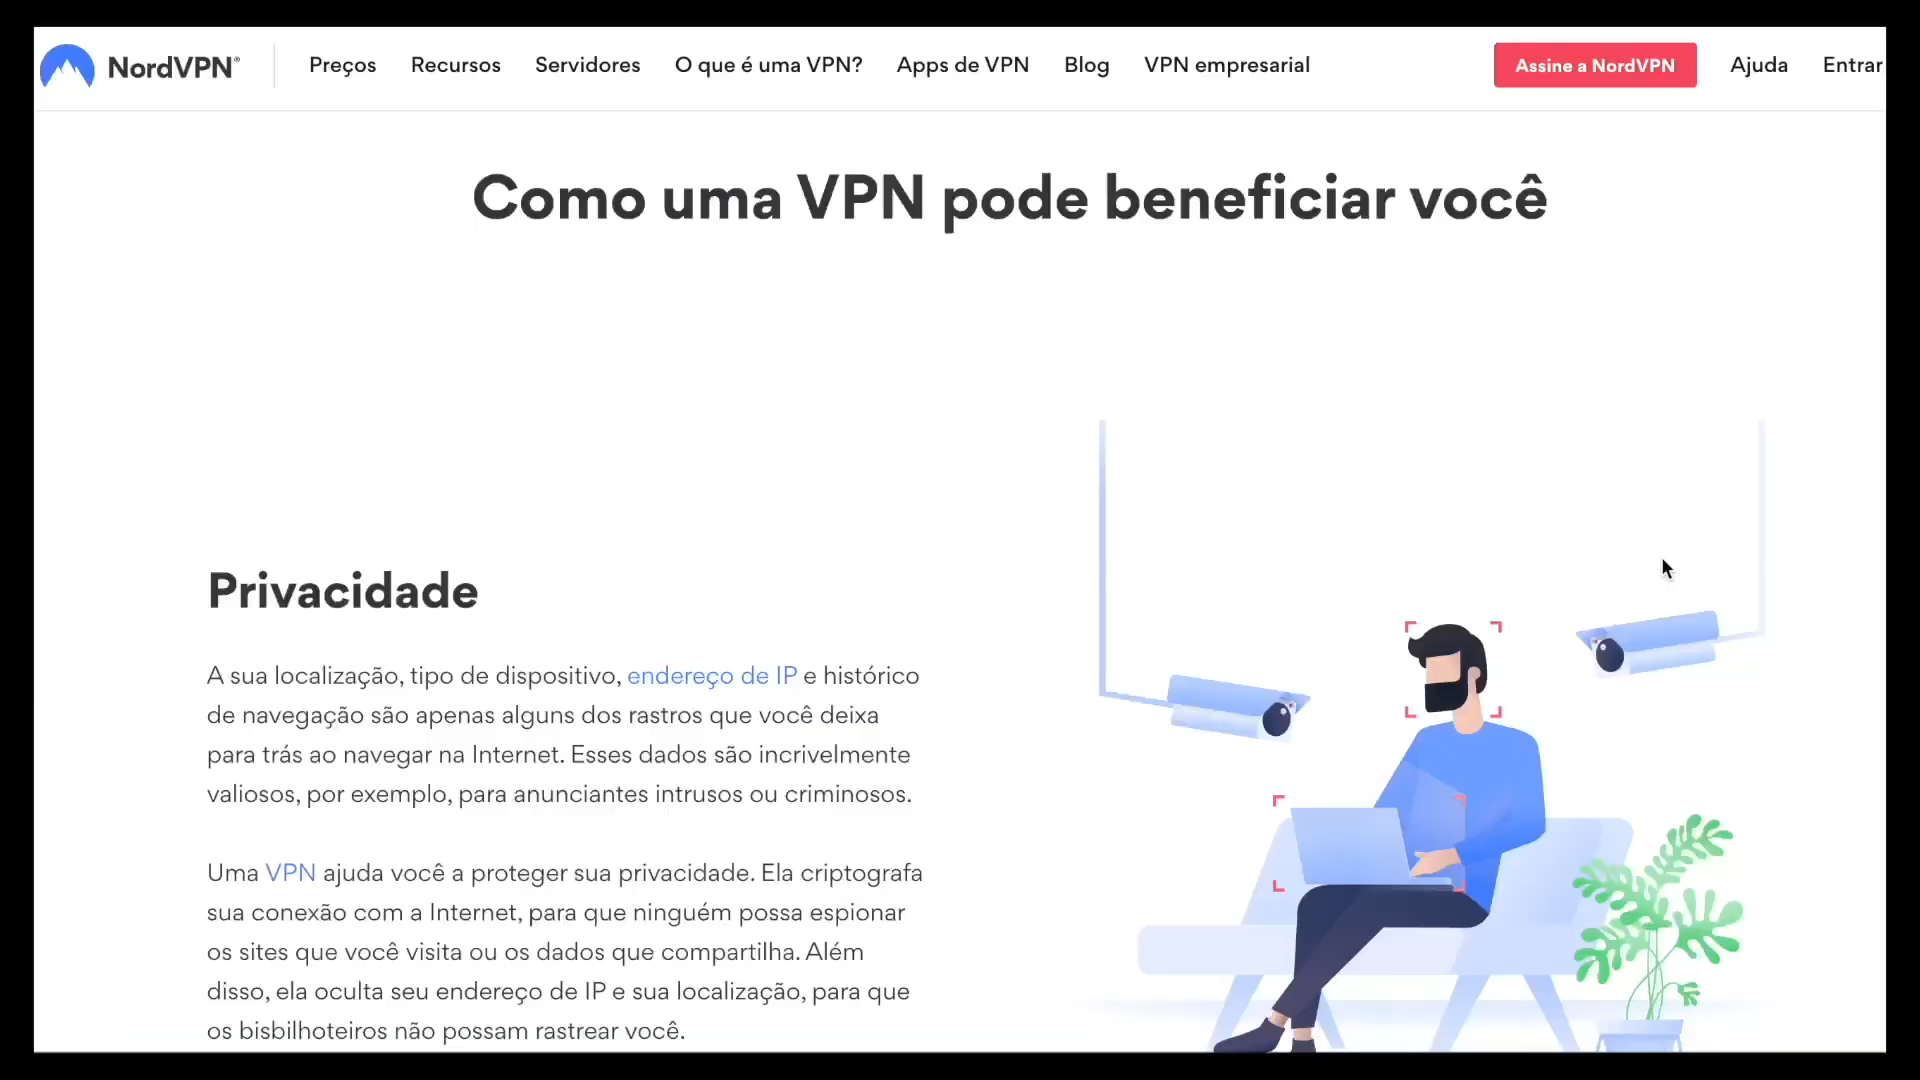 NordVPN®
Preços
Recursos
Servidores
O que é uma VPN?
Apps de VPN
Blog
VPN empresarial
Assine a NordVPN
Ajuda
Entrar
Como uma VPN pode beneficiar você
Privacidade
A sua localização, tipo de dispositivo, endereço de IP e histórico
de navegação são apenas alguns dos rastros que você deixa
para trás ao navegar na Internet. Esses dados são incrivelmente
valiosos, por exemplo, para anunciantes intrusos ou criminosos.
Uma VPN ajuda você a proteger sua privacidade. Ela criptografa
sua conexão com a Internet, para que ninguém possa espionar
os sites que você visita ou os dados que compartilha. Além
disso, ela oculta seu endereço de IP e sua localização, para que
os bisbilhoteiros não possam rastrear você.